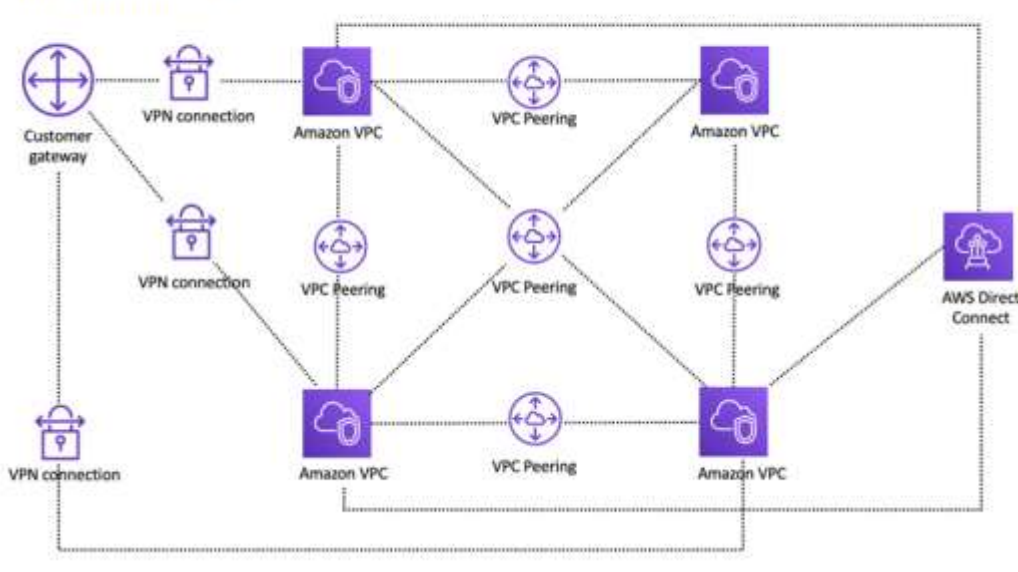 VPN connection
VPC Peering
Amazon VPC
Amazon VPC
Customer
gateway
VPN connection
VPC Peering
VPC Peering
VPC Peering
AWS Direct
Connect
VPN connection
Amazon VPC
VPC Peering
Amazon VPC